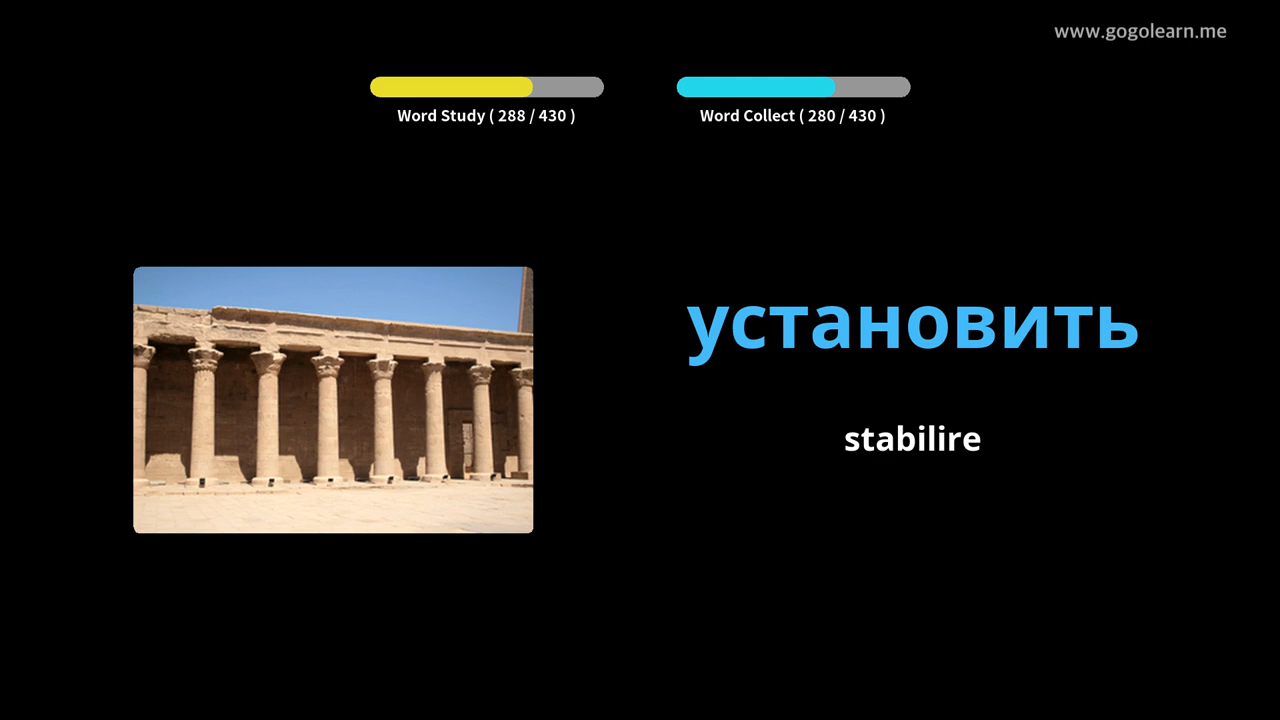 www.gogolearn.me
Word Study ( 288 / 430 )
Word Collect ( 280 / 430 )
установить
stabilire